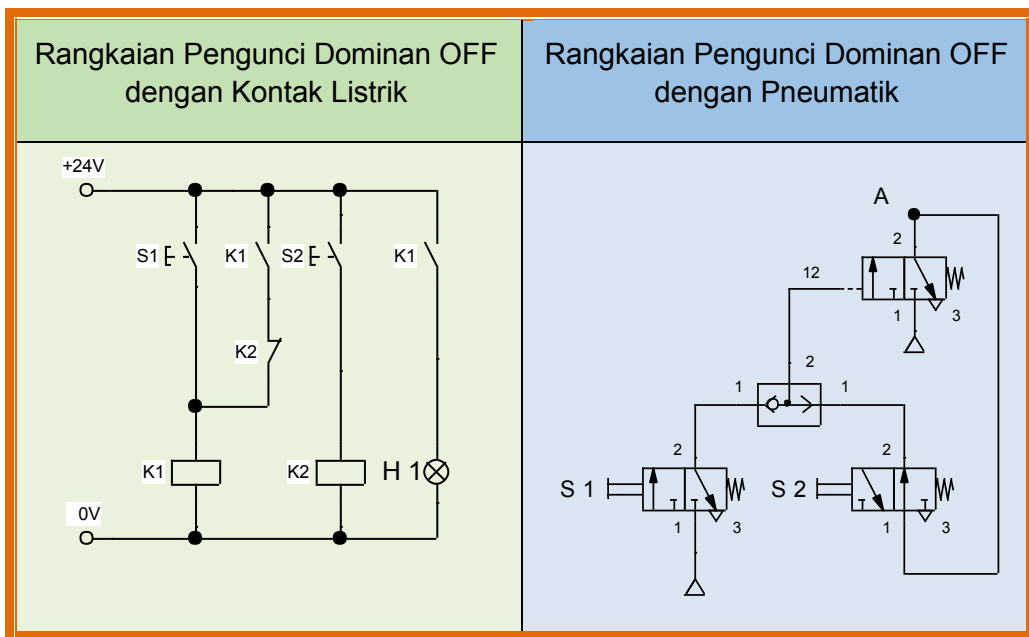 Rangkaian Pengunci Dominan OFF
dengan Kontak Listrik
Rangkaian Pengunci Dominan OFF
dengan Pneumatik
+24V
S1
K1
S2
K1
K2
K1
K2
H 1
0V
A
2
12
1
3
2
1
1
2
2
S 1
S 2
1
3
1
3